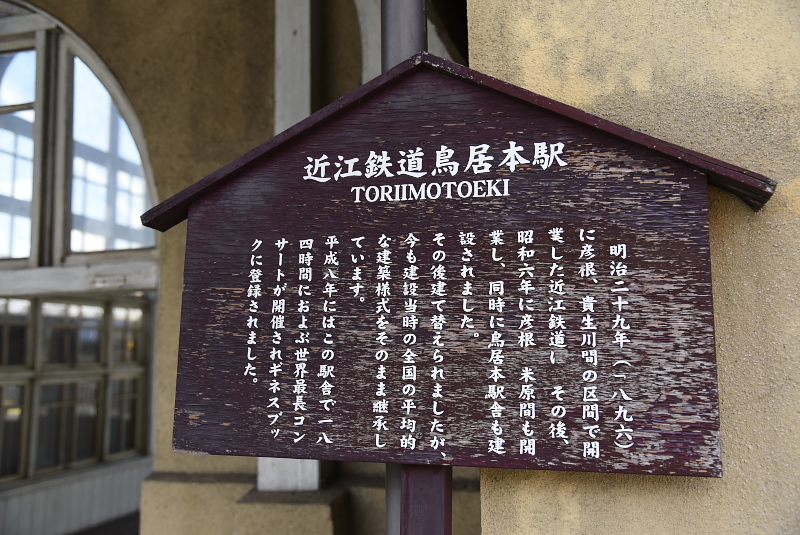 近江鉄道鳥居本駅
TORIIMOTOEKI
明治二十九年(一八九六)
に彦根、貴生川間の区間で開
業した近江鉄道し その後、
昭和六年に彦根 米原間も開
業し、同時に鳥居本駅舎も建
設されました。
その後建て替えられましたが、
今も建設当時の全国の平均的
な建築様式をそのまま継承し
ています。
平成八年にはこの駅舎で一八
四時間におよぶ世界最長コン
サートが開催されギネスブッ
クに登録されました。